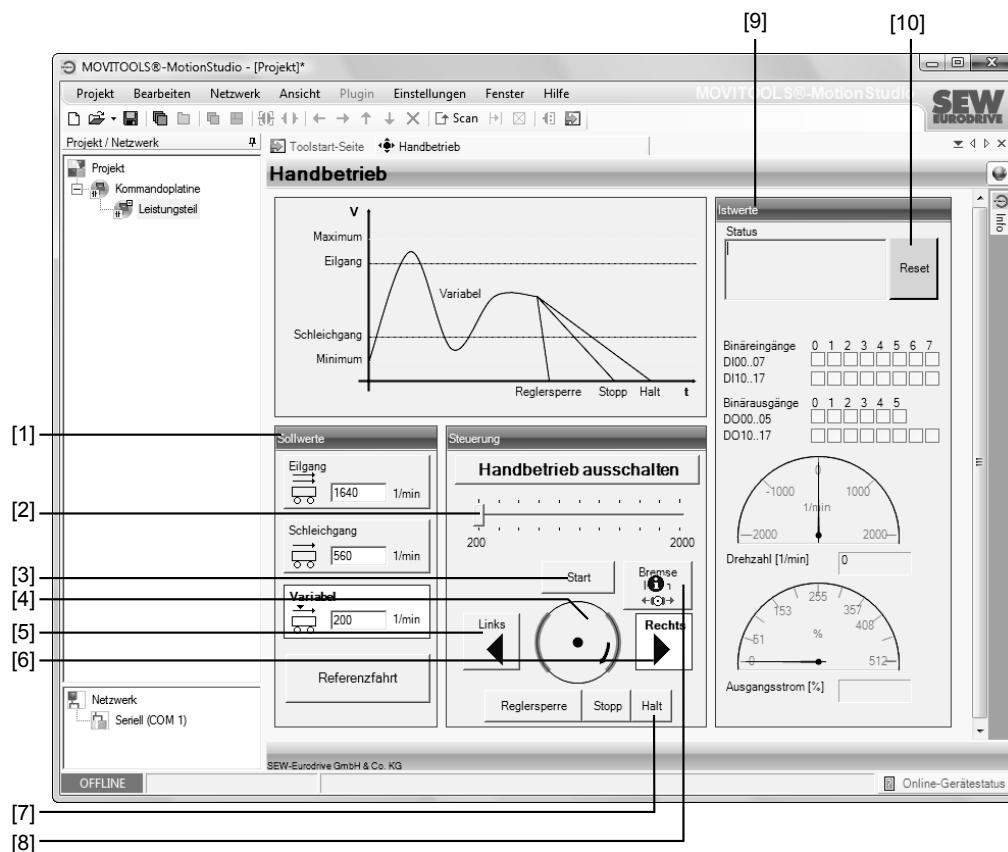 [9] [10]
MOVITOOLS®-MotionStudio - [Projekt]*
Projekt Bearbeiten Netzwerk Ansicht Plugin Einstellungen Fenster Hilfe
MOVITOOLS®-MotionStudio
SEW
EURODRIVE
Scan
Projekt / Netzwerk
Toolstart-Seite Handbetrieb
Projekt
Kommandoplatine
Leistungsteil
Handbetrieb
Info
V
Maximum
Eilgang
Variabel
Schleichgang
Minimum
Reglersperre Stopp Halt t
Istwerte
Status
Reset
Binäreingänge 0 1 2 3 4 5 6 7
DI00..07
DI10..17
Binärausgänge 0 1 2 3 4 5
DO00..05
DO10..17
0
-1000 1000
1/min
-2000 2000
Drehzahl [1/min] 0
255
153 357
51 408
%
0 512
Ausgangsstrom [%]
[1]
Sollwerte
Eilgang
1640 1/min
Schleichgang
560 1/min
Variabel
200 1/min
Referenzfahrt
Steuerung
Handbetrieb ausschalten
[2]
200 2000
[3]
Start
Bremse
[4]
[5]
Links
Rechts
[6]
Reglersperre Stopp Halt
Netzwerk
Seriell (COM 1)
SEW-Eurodrive GmbH & Co. KG
OFFLINE
Online-Gerätestatus
[7]
[8]